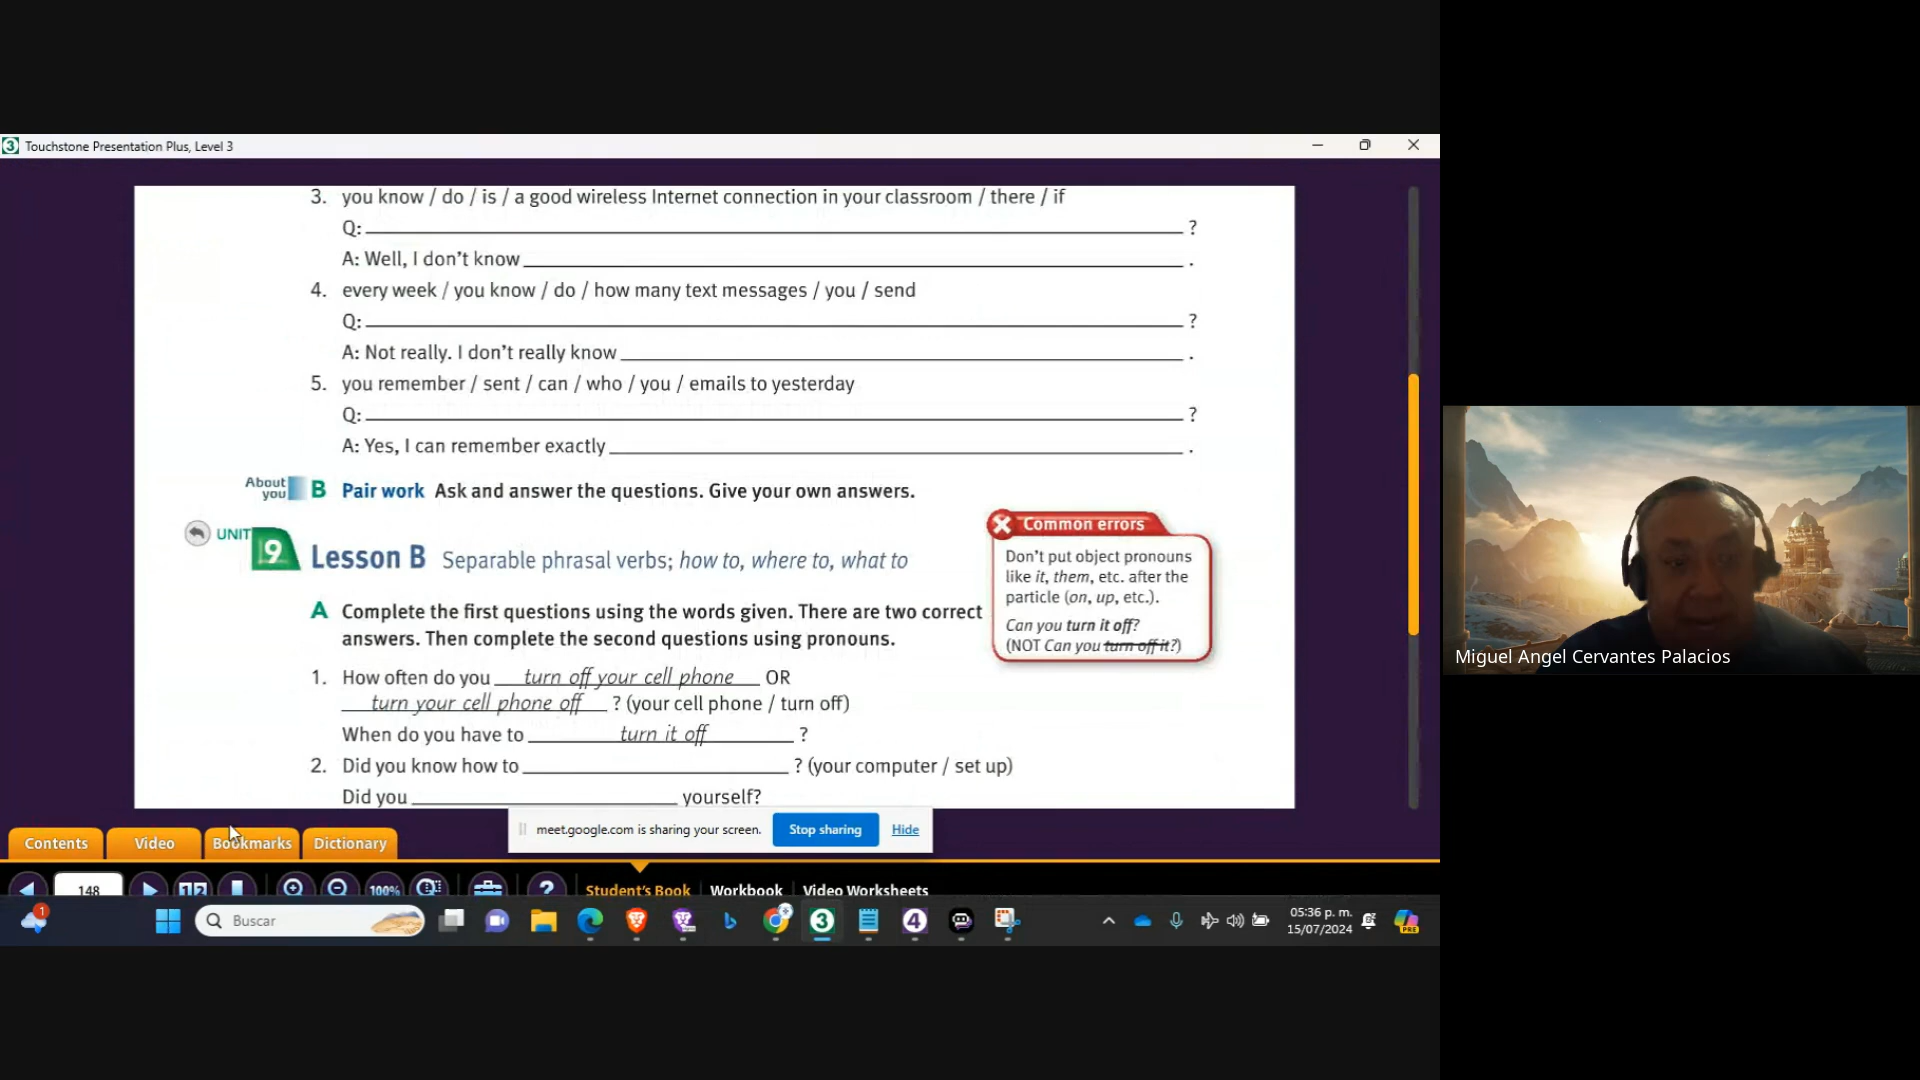 Touchstone Presentation Plus, Level 3
3. you know / do / is / a good wireless Internet connection in your classroom / there / if
Q: ?
A: Well, I don't know .
4. every week / you know / do / how many text messages / you / send
Q: ?
A: Not really. I don't really know .
5. you remember / sent / can / who / you / emails to yesterday
Q: ?
A: Yes, I can remember exactly .
About you B Pair work Ask and answer the questions. Give your own answers.
UNIT 9 Lesson B Separable phrasal verbs; how to, where to, what to
Common errors
Don't put object pronouns
like it, them, etc. after the
particle (on, up, etc.).
Can you turn it off?
(NOT Can you turn off it?)
A Complete the first questions using the words given. There are two correct
answers. Then complete the second questions using pronouns.
1. How often do you turn off your cell phone OR
turn your cell phone off ? (your cell phone / turn off)
When do you have to turn it off ?
2. Did you know how to ? (your computer / set up)
Did you yourself?
meet.google.com is sharing your screen. Stop sharing Hide
Contents Video Bookmarks Dictionary
148 1 2 100% ? Student's Book Workbook Video Worksheets
1 Buscar 3 4 05:36 p. m.
15/07/2024 PRE
Miguel Angel Cervantes Palacios